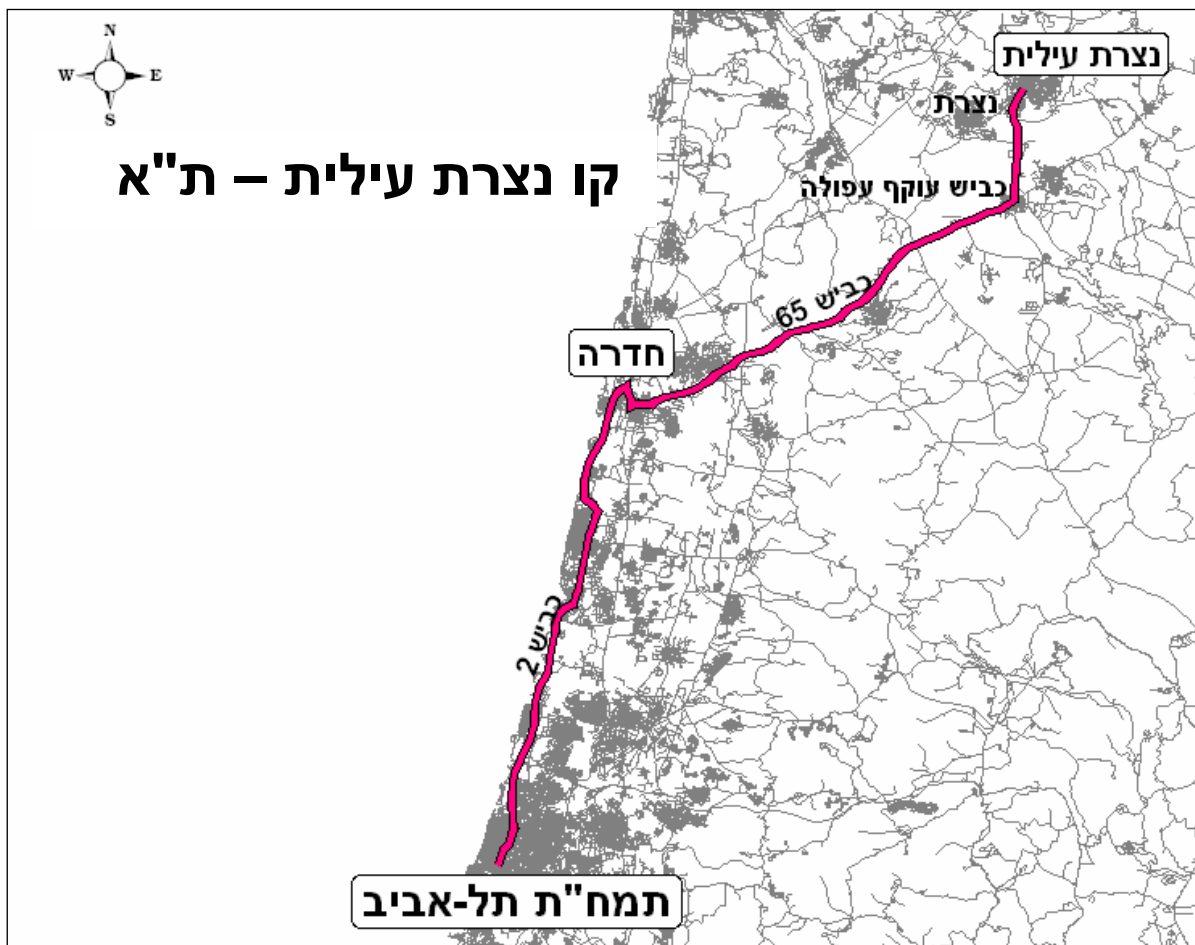 N
W E
S
קו נצרת עילית – ת"א
נצרת עילית
נצרת
כביש עוקף עפולה
כביש 65
חדרה
כביש 2
תמח"ת תל-אביב